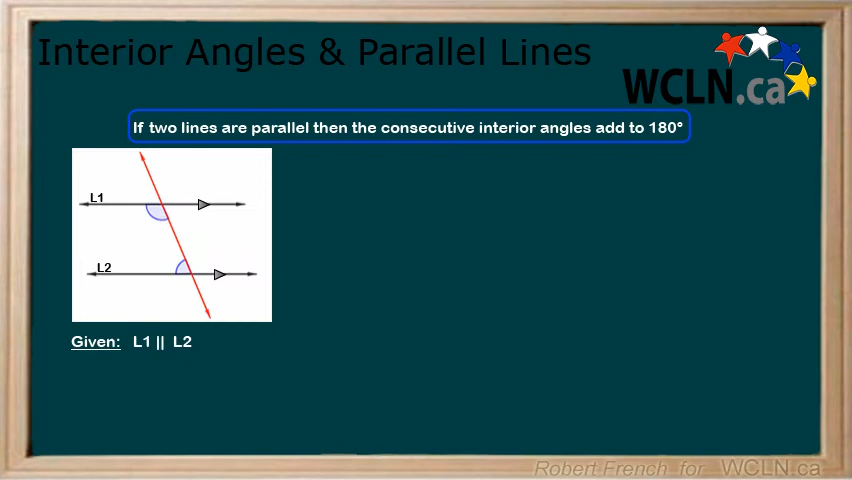 Interior Angles & Parallel Lines
WCLN.ca
If two lines are parallel then the consecutive interior angles add to 180°
L1
L2
Given: L1 || L2
Robert French for WCLN.ca